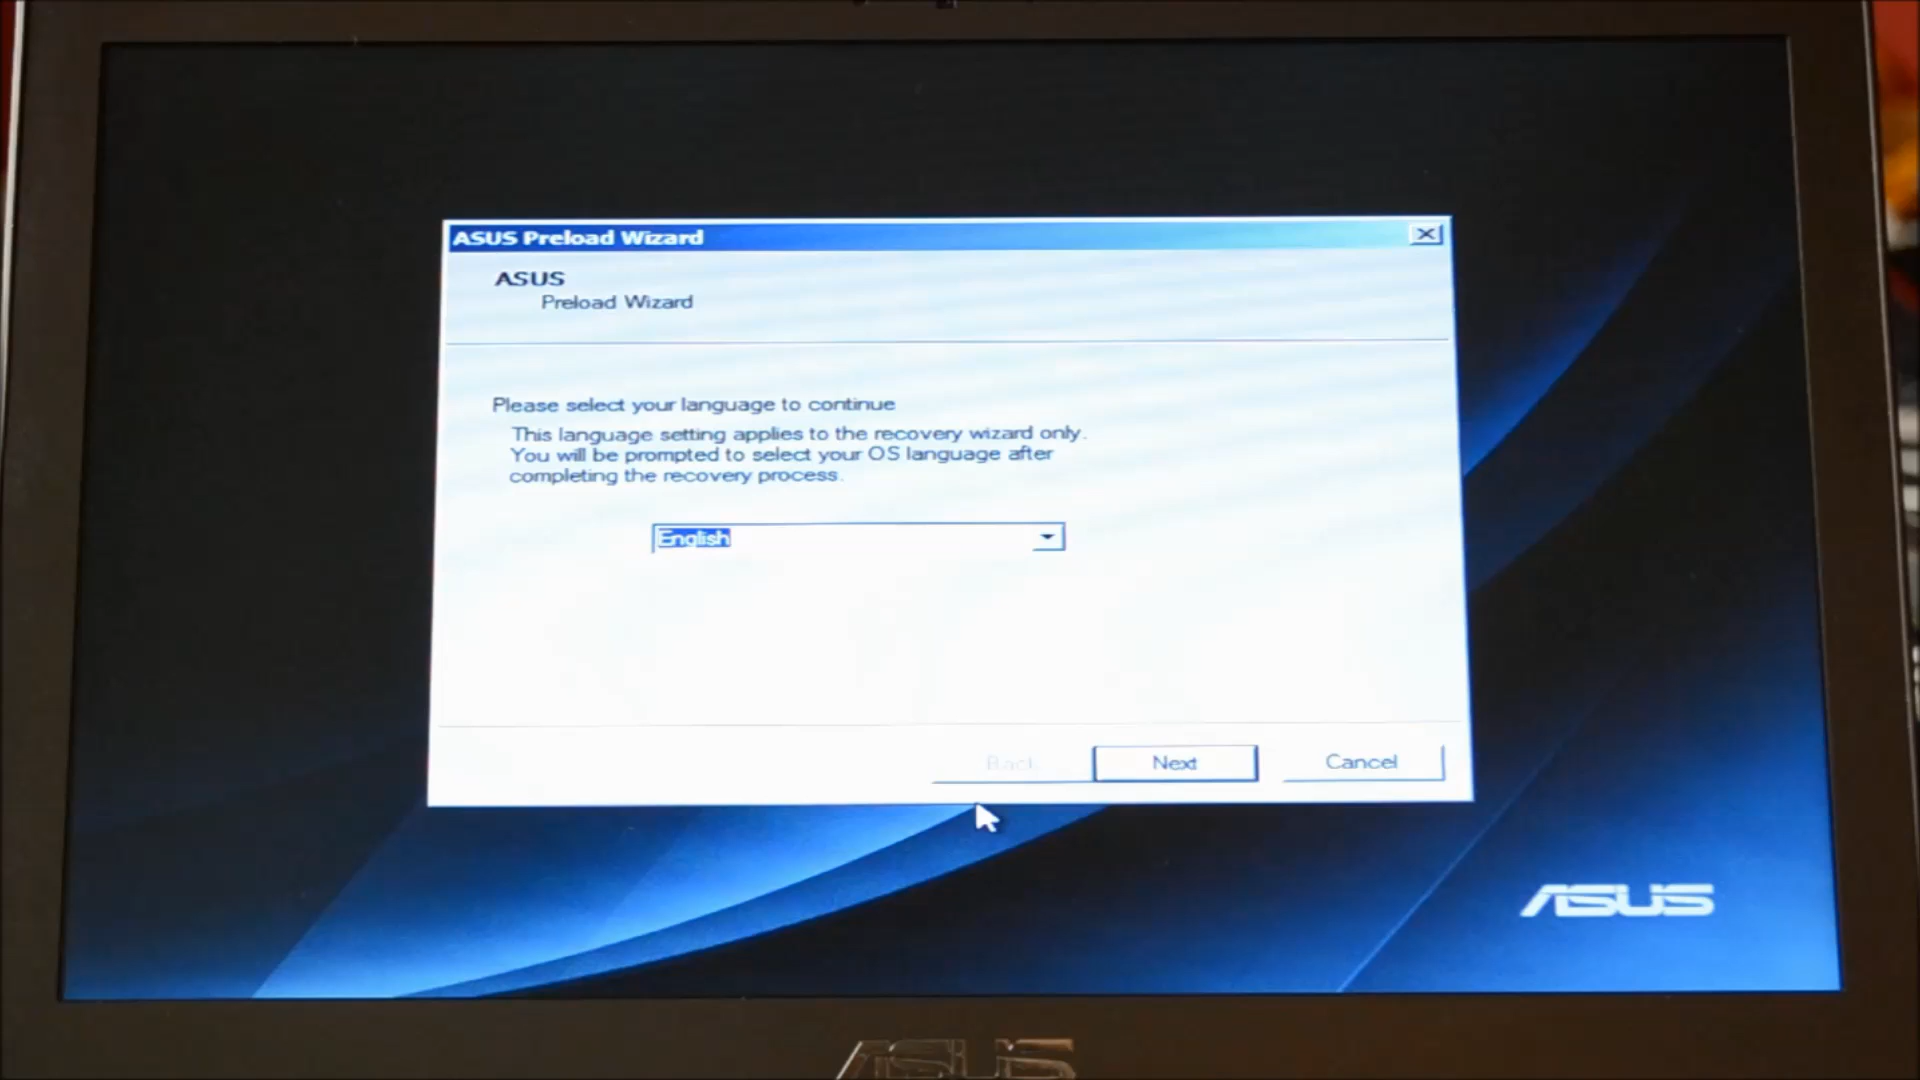 ASUS Preload Wizard
ASUS
Preload Wizard
Please select your language to continue
This language setting applies to the recovery wizard only.
You will be prompted to select your OS language after
completing the recovery process.
English
Back
Next
Cancel
ASUS
ASUS